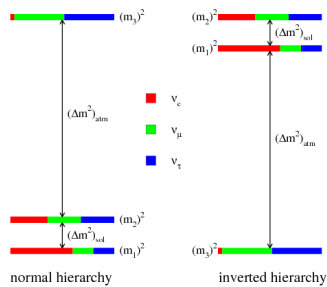 (m₃)²
(Δm²)atm
(m₂)²
(Δm²)sol
(m₁)²
normal hierarchy
νe
νμ
ντ
(m₂)²
(Δm²)sol
(m₁)²
(Δm²)atm
(m₃)²
inverted hierarchy